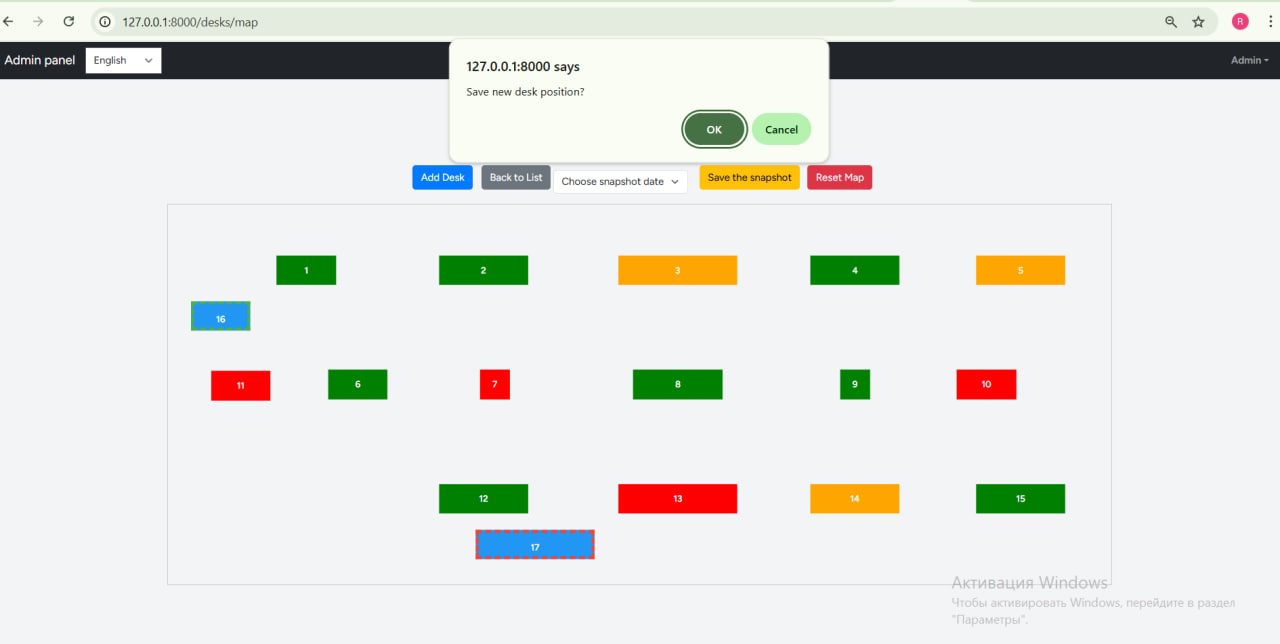 127.0.0.1:8000/desks/map
R
Admin panel
English
Admin
127.0.0.1:8000 says
Save new desk position?
OK
Cancel
Add Desk
Back to List
Choose snapshot date
Save the snapshot
Reset Map
1
2
3
4
5
16
11
6
7
8
9
10
12
13
14
15
17
Активация Windows
Чтобы активировать Windows, перейдите в раздел
"Параметры".